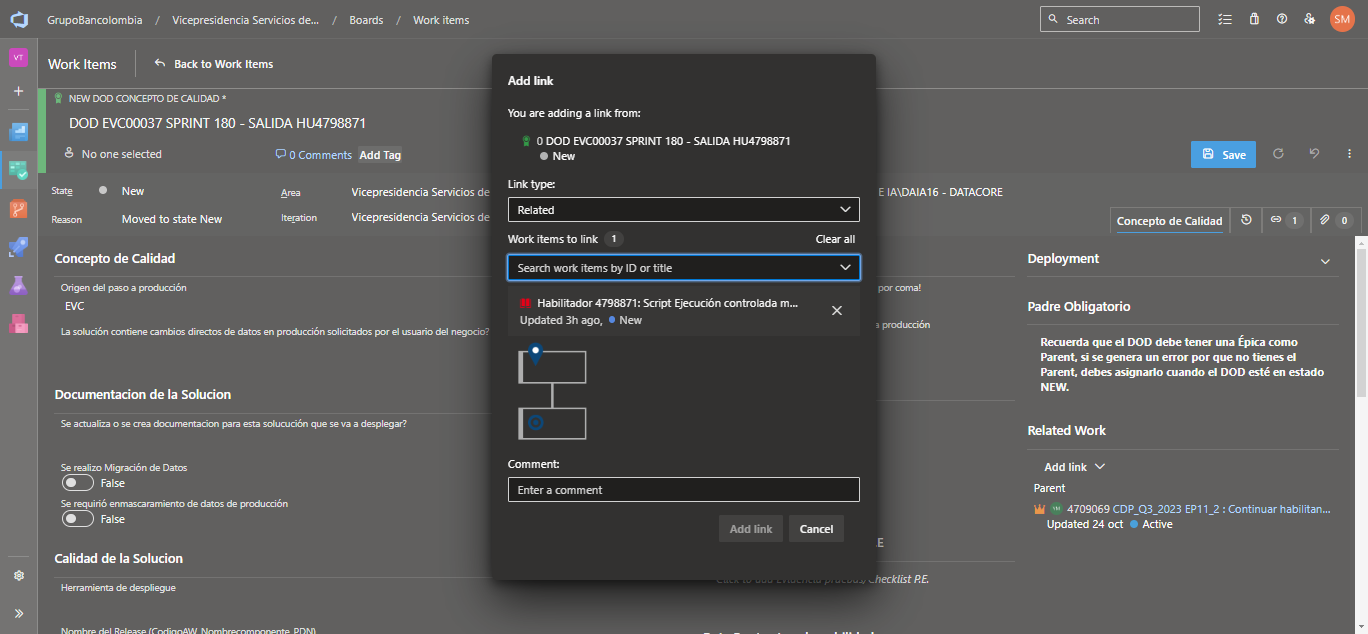 GrupoBancolombia / Vicepresidencia Servicios de... / Boards / Work items
Search
SM
VT
Work Items
Back to Work Items
NEW DOD CONCEPTO DE CALIDAD *
DOD EVC00037 SPRINT 180 - SALIDA HU4798871
No one selected
0 Comments
Add Tag
Save
State
New
Area
Vicepresidencia Servicios de
E IA\DAIA16 - DATACORE
Reason
Moved to state New
Iteration
Vicepresidencia Servicios de
Concepto de Calidad
1
0
Concepto de Calidad
Origen del paso a producción
EVC
La solución contiene cambios directos de datos en producción solicitados por el usuario del negocio?
Documentacion de la Solucion
Se actualiza o se crea documentacion para esta solucución que se va a desplegar?
Se realizo Migración de Datos
False
Se requirió enmascaramiento de datos de producción
False
Calidad de la Solucion
Herramienta de despliegue
Nombre del Release (CodigoAW_Nombrecomponente_PDN)
Add link
You are adding a link from:
0 DOD EVC00037 SPRINT 180 - SALIDA HU4798871
New
Link type:
Related
Work items to link 1
Clear all
Search work items by ID or title
Habilitador 4798871: Script Ejecución controlada m...
Updated 3h ago, New
Comment:
Enter a comment
Add link
Cancel
por coma!
a producción
Click to add Evidencia pruebas/Checklist P.E.
Deployment
Padre Obligatorio
Recuerda que el DOD debe tener una Épica como
Parent, si se genera un error por que no tienes el
Parent, debes asignarlo cuando el DOD esté en estado
NEW.
Related Work
Add link
Parent
4709069 CDP_Q3_2023 EP11_2 : Continuar habilitan...
Updated 24 oct Active